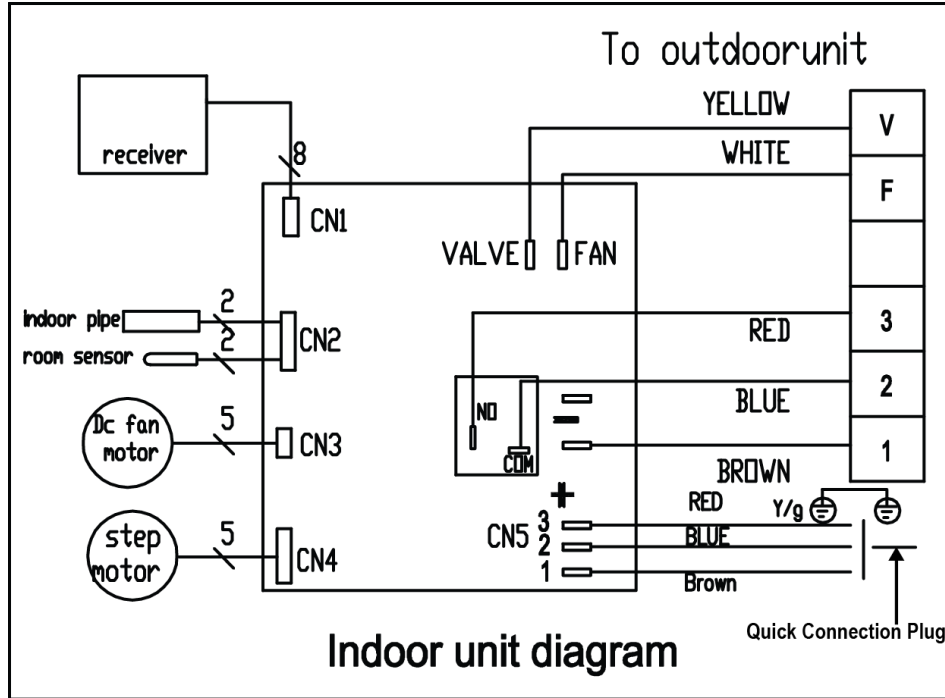 To outdoorunit
YELLOW
V
receiver
8
WHITE
F
CN1
VALVE
FAN
indoor pipe
2
CN2
room sensor
2
RED
3
Dc fan
motor
5
CN3
NO
COM
BLUE
2
BROWN
1
step
motor
5
CN4
+
CN5
3
2
1
RED
BLUE
Brown
Y/g
Quick Connection Plug
Indoor unit diagram